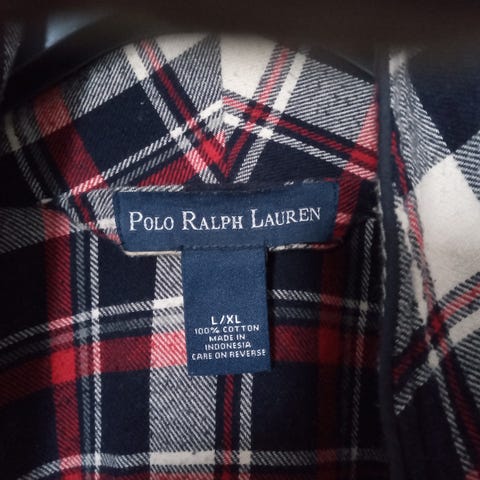 POLO RALPH LAUREN
L/XL
100% COTTON
MADE IN
INDONESIA
CARE ON REVERSE